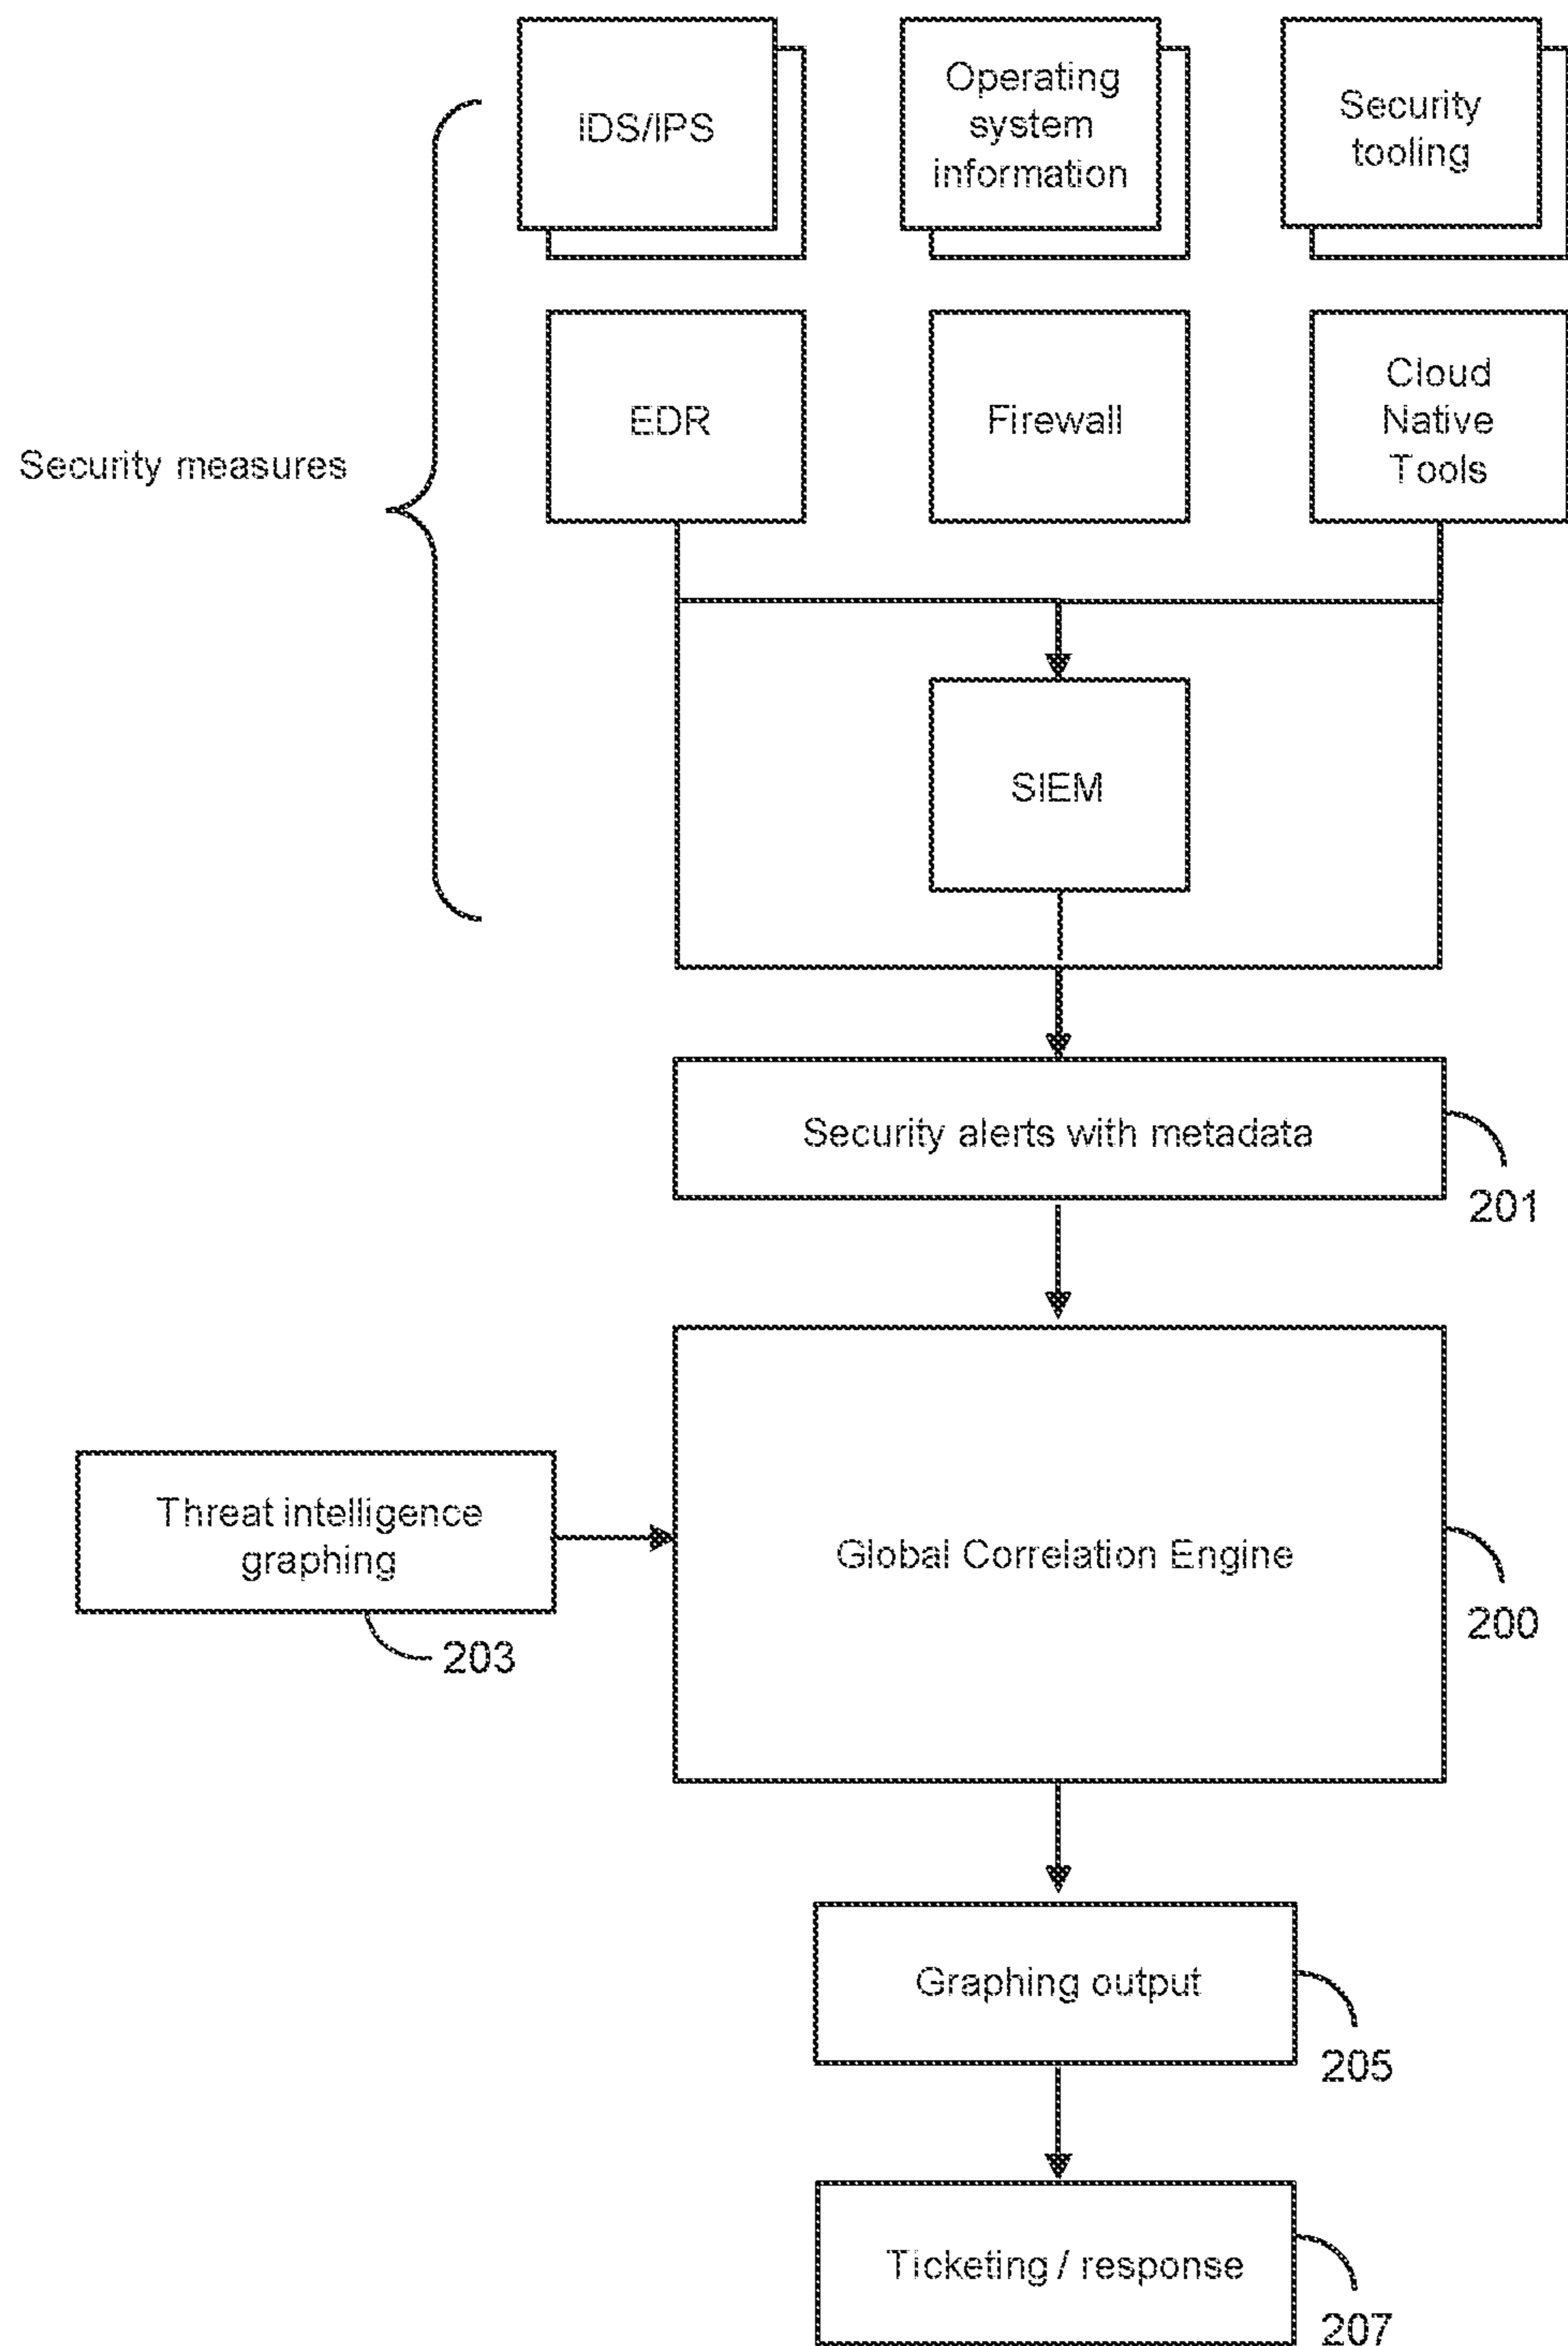 IDS/IPS
Operating
system
information
Security
tooling
EDR
Firewall
Cloud
Native
Tools
Security measures
SIEM
Security alerts with metadata
201
Threat intelligence
graphing
203
Global Correlation Engine
200
Graphing output
205
Ticketing / response
207